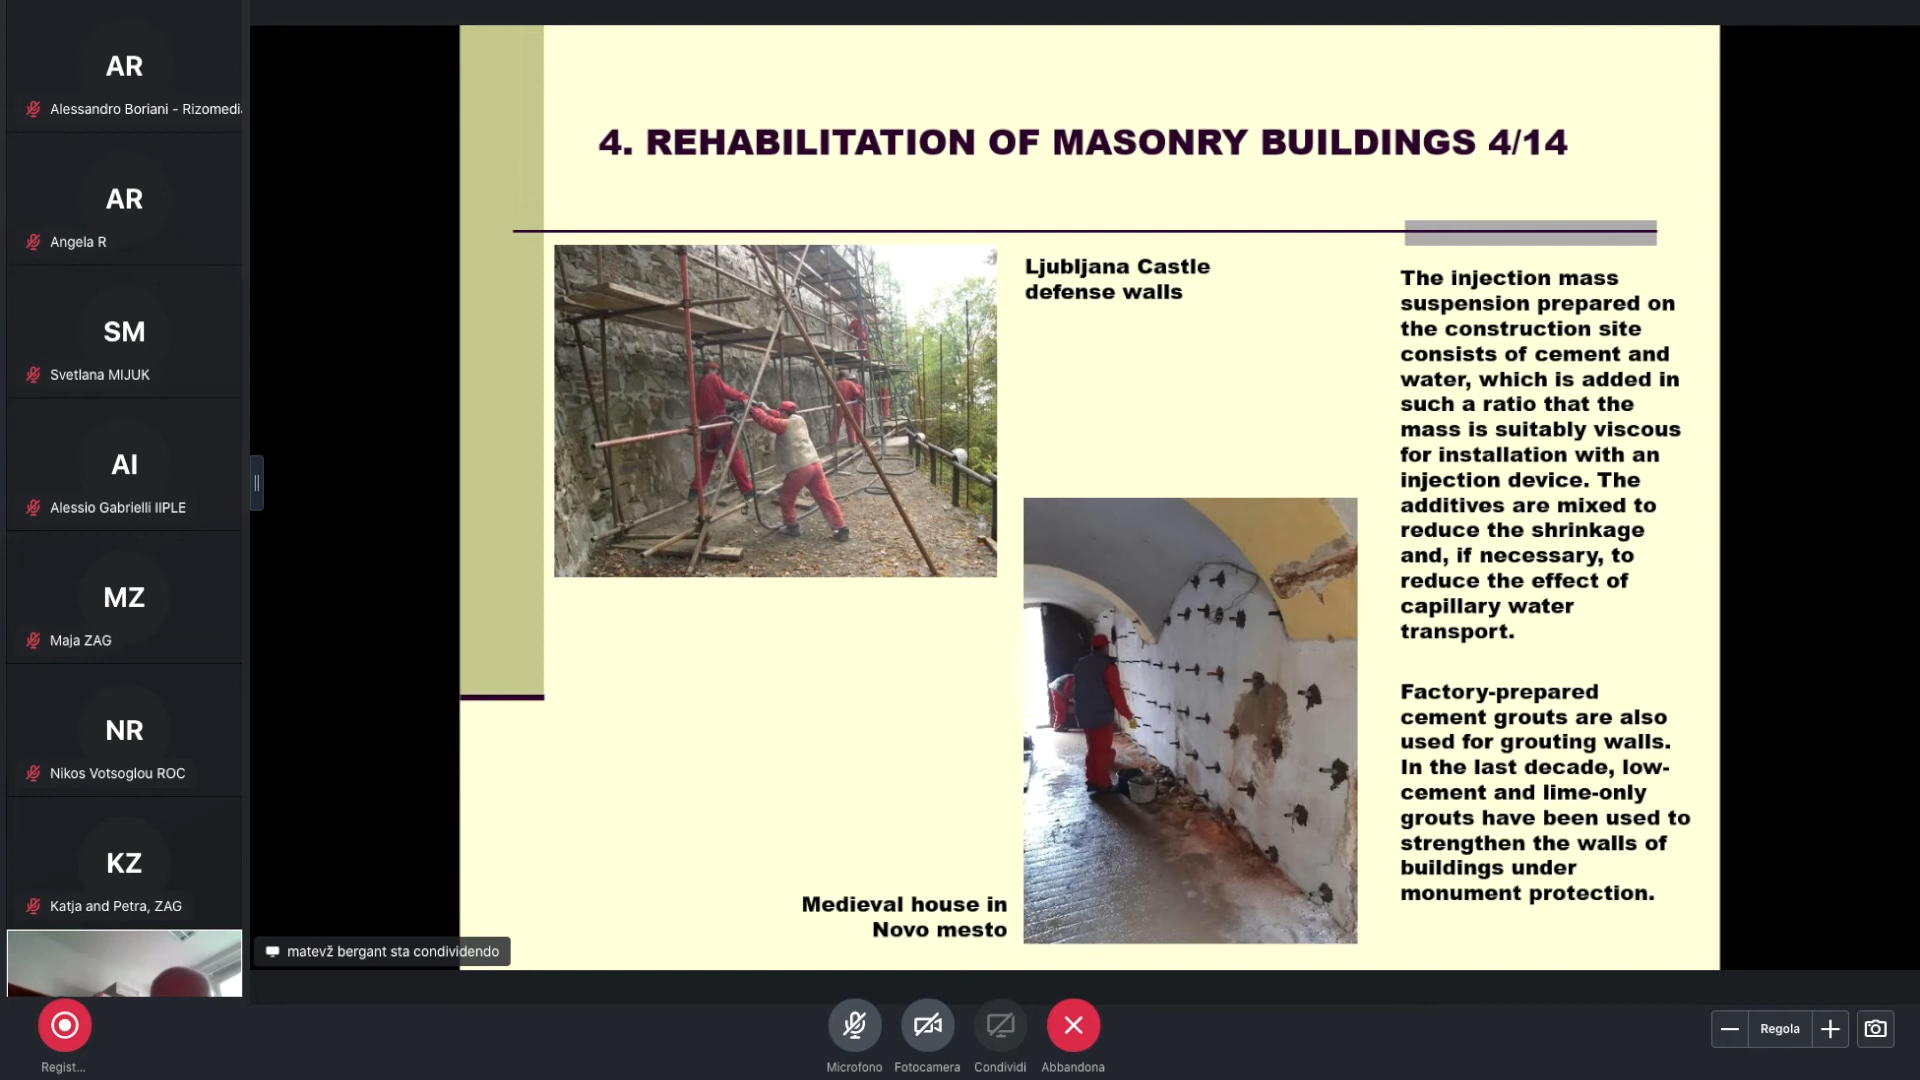 AR
Alessandro Boriani - Rizomedia
AR
Angela R
SM
Svetlana MIJUK
AI
Alessio Gabrielli IIPLE
MZ
Maja ZAG
NR
Nikos Votsoglou ROC
KZ
Katja and Petra, ZAG
4. REHABILITATION OF MASONRY BUILDINGS 4/14
Ljubljana Castle
defense walls
The injection mass
suspension prepared on
the construction site
consists of cement and
water, which is added in
such a ratio that the
mass is suitably viscous
for installation with an
injection device. The
additives are mixed to
reduce the shrinkage
and, if necessary, to
reduce the effect of
capillary water
transport.
Factory-prepared
cement grouts are also
used for grouting walls.
In the last decade, low-
cement and lime-only
grouts have been used to
strengthen the walls of
buildings under
monument protection.
Medieval house in
Novo mesto
matevž bergant sta condividendo
Regist...
Microfono
Fotocamera
Condividi
Abbandona
Regola